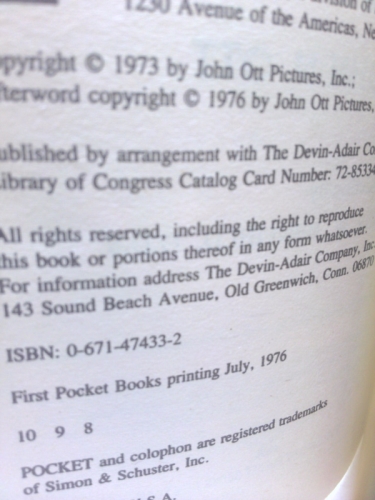 1230 Avenue of the Americas,
opyright © 1973 by John Ott Pictures, Inc.;
fterword copyright © 1976 by John Ott Pictures,
ublished by arrangement with The Devin-Adair Co
ibrary of Congress Catalog Card Number: 72-85334
All rights reserved, including the right to reproduce
this book or portions thereof in any form whatsoever.
For information address The Devin-Adair Company, Inc
143 Sound Beach Avenue, Old Greenwich, Conn. 06870
ISBN: 0-671-47433-2
First Pocket Books printing July, 1976
10 9 8
POCKET and colophon are registered trademarks
of Simon & Schuster, Inc.